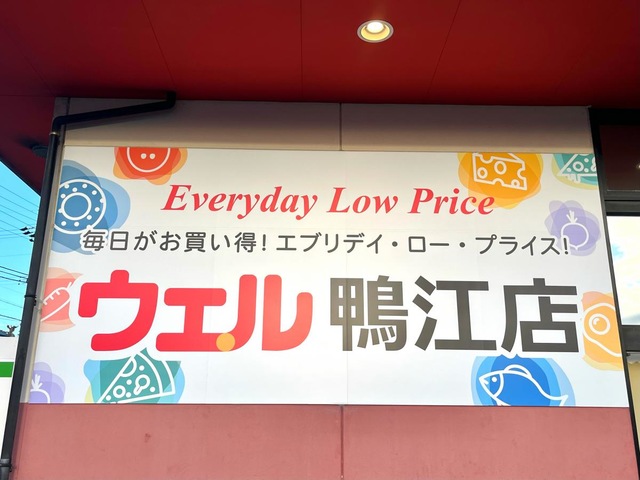 Everyday Low Price
毎日がお買い得!エブリデイ・ロー・プライス!
ウエル 鴨江店